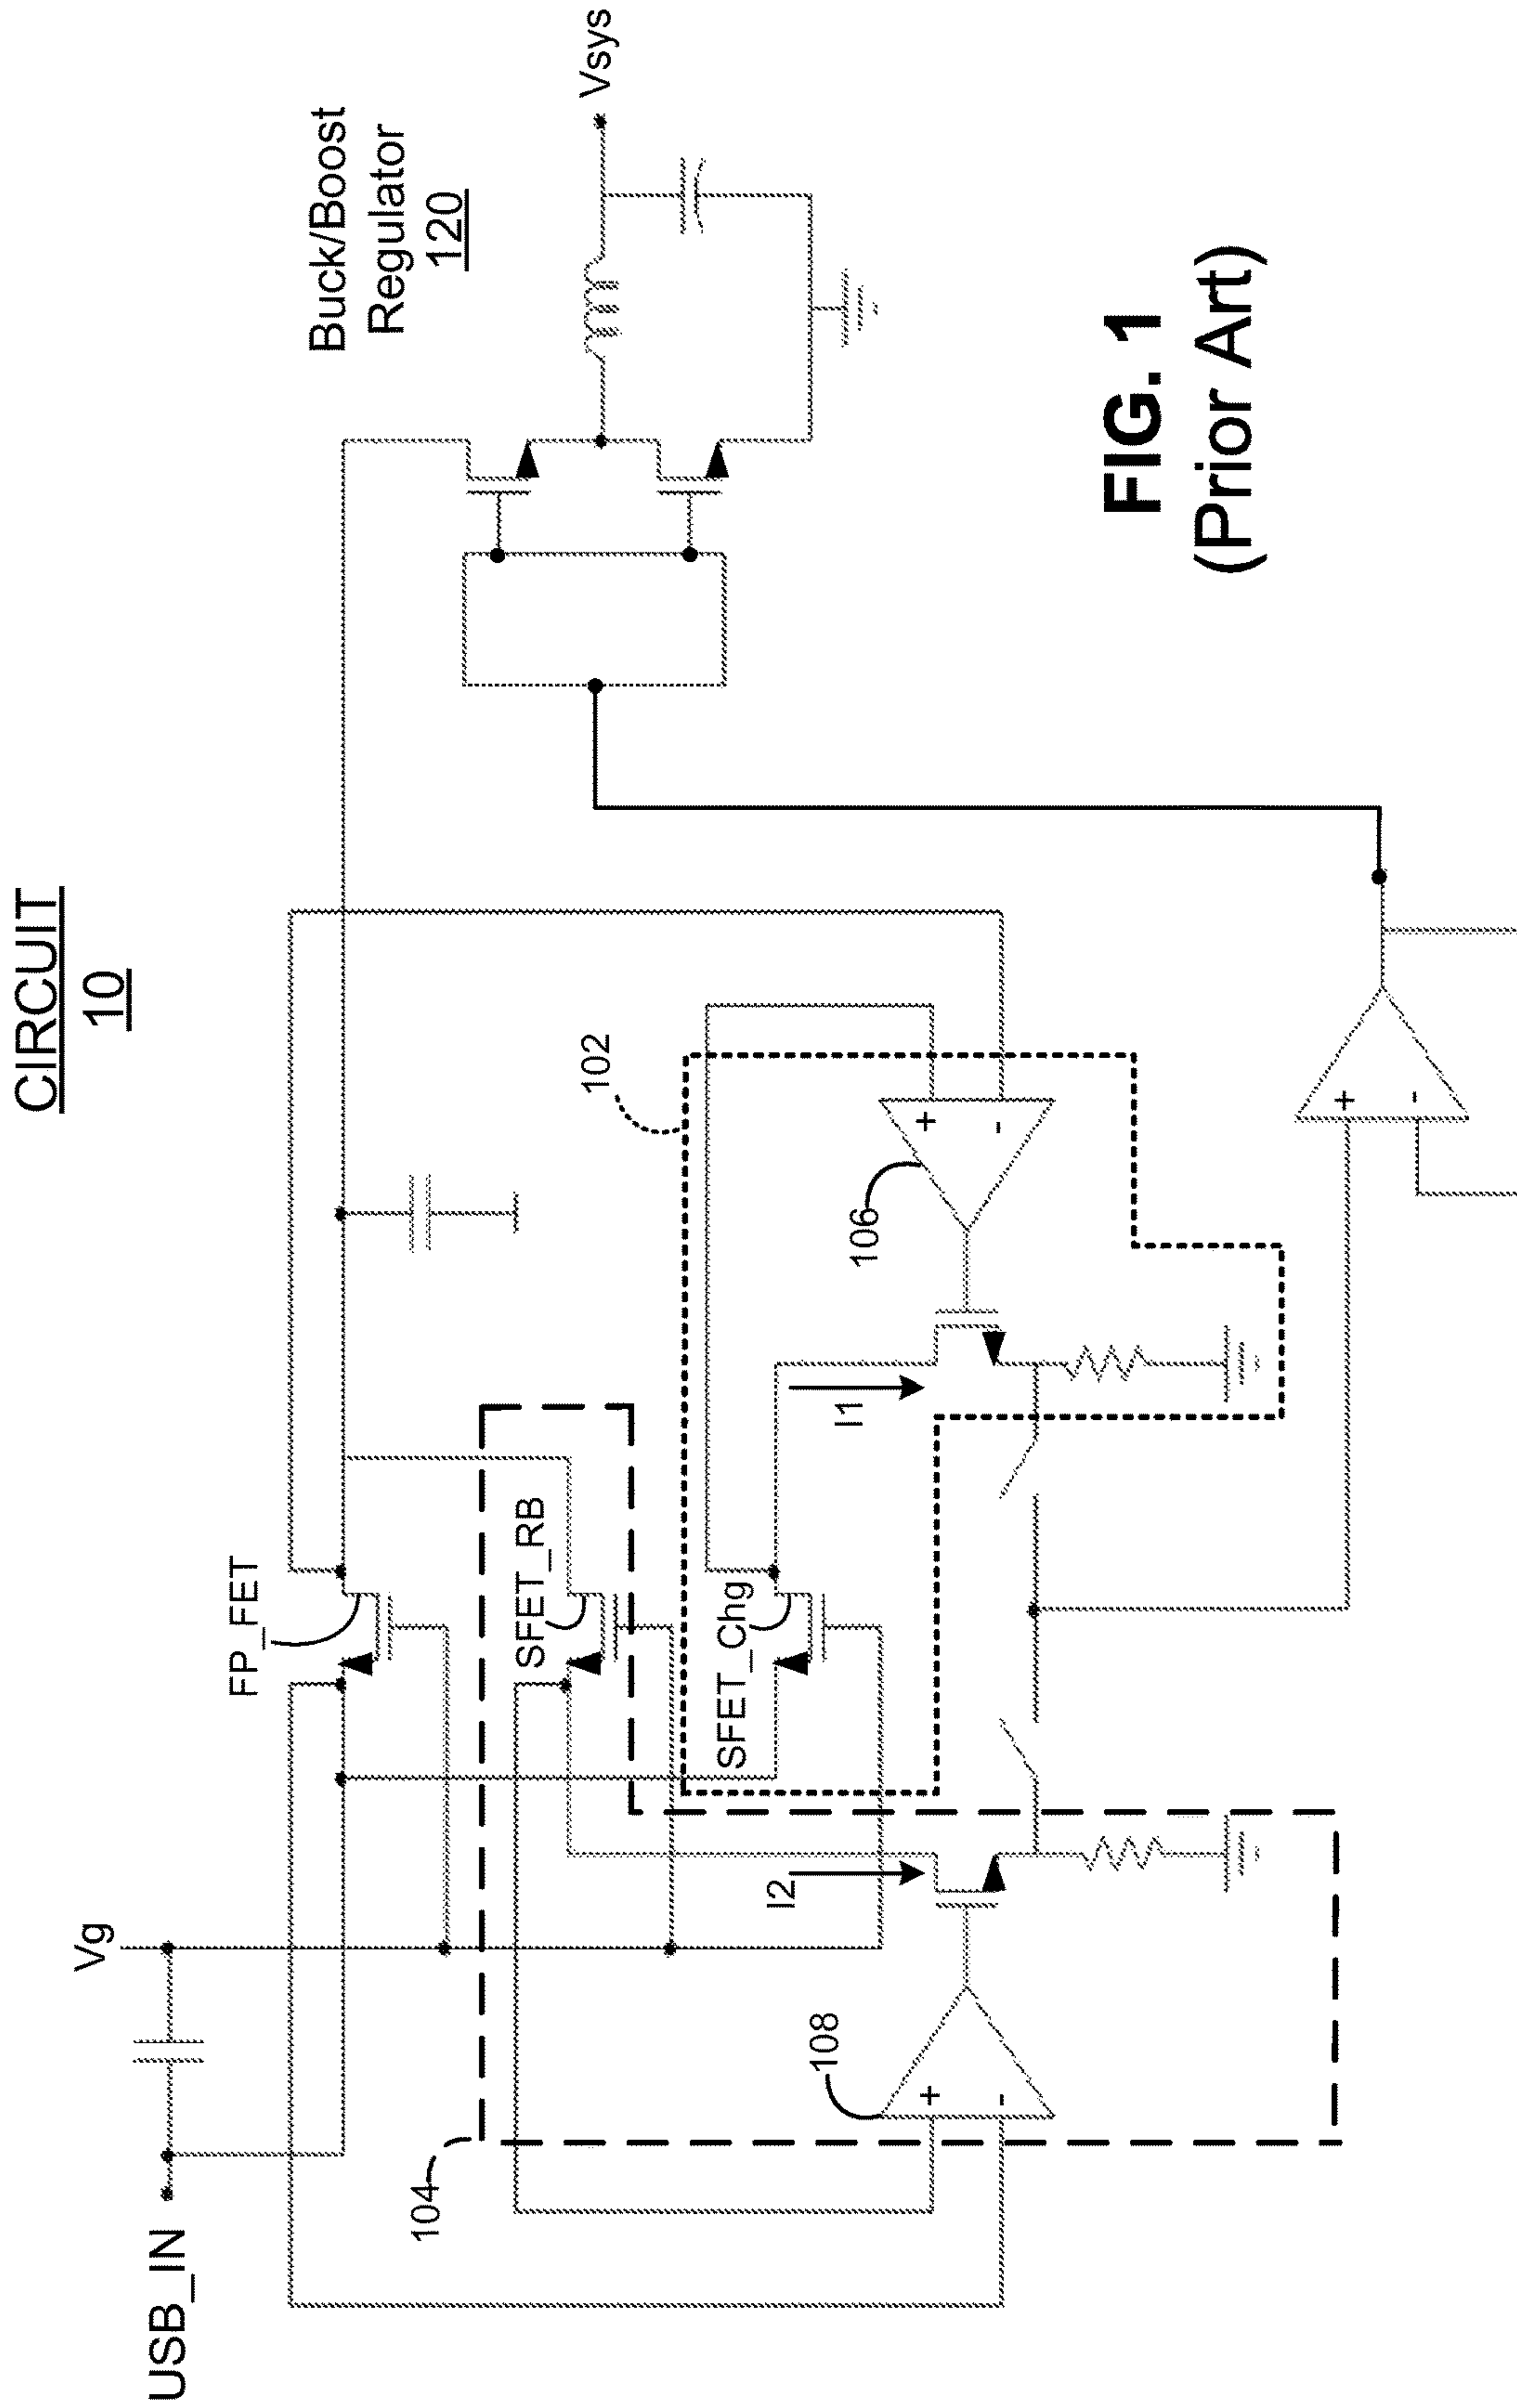 CIRCUIT
10
USB_IN
Vg
FP_FET
SFET_RB
SFET_Chg
104
108
+
-
I2
102
106
+
-
I1
+
-
Buck/Boost
Regulator
120
Vsys
FIG. 1
(Prior Art)